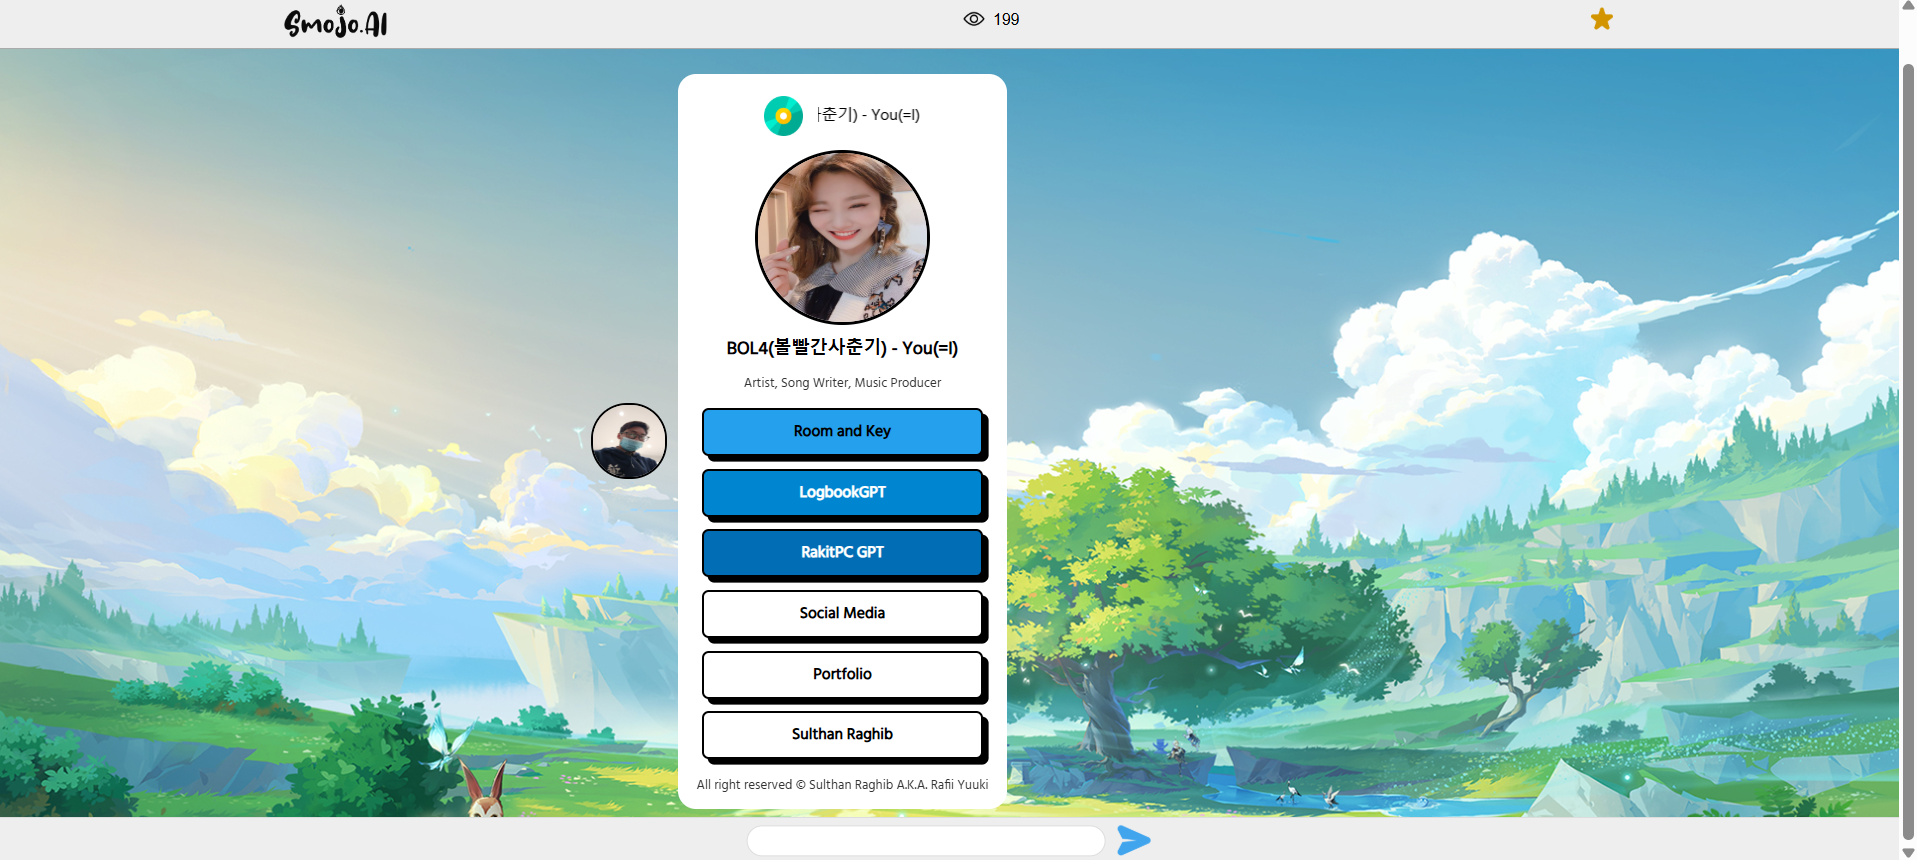 Smojo.AI
199
춘기) - You(=I)
BOL4(볼빨간사춘기) - You(=I)
Artist, Song Writer, Music Producer
Room and Key
LogbookGPT
RakitPC GPT
Social Media
Portfolio
Sulthan Raghib
All right reserved © Sulthan Raghib A.K.A. Rafii Yuuki